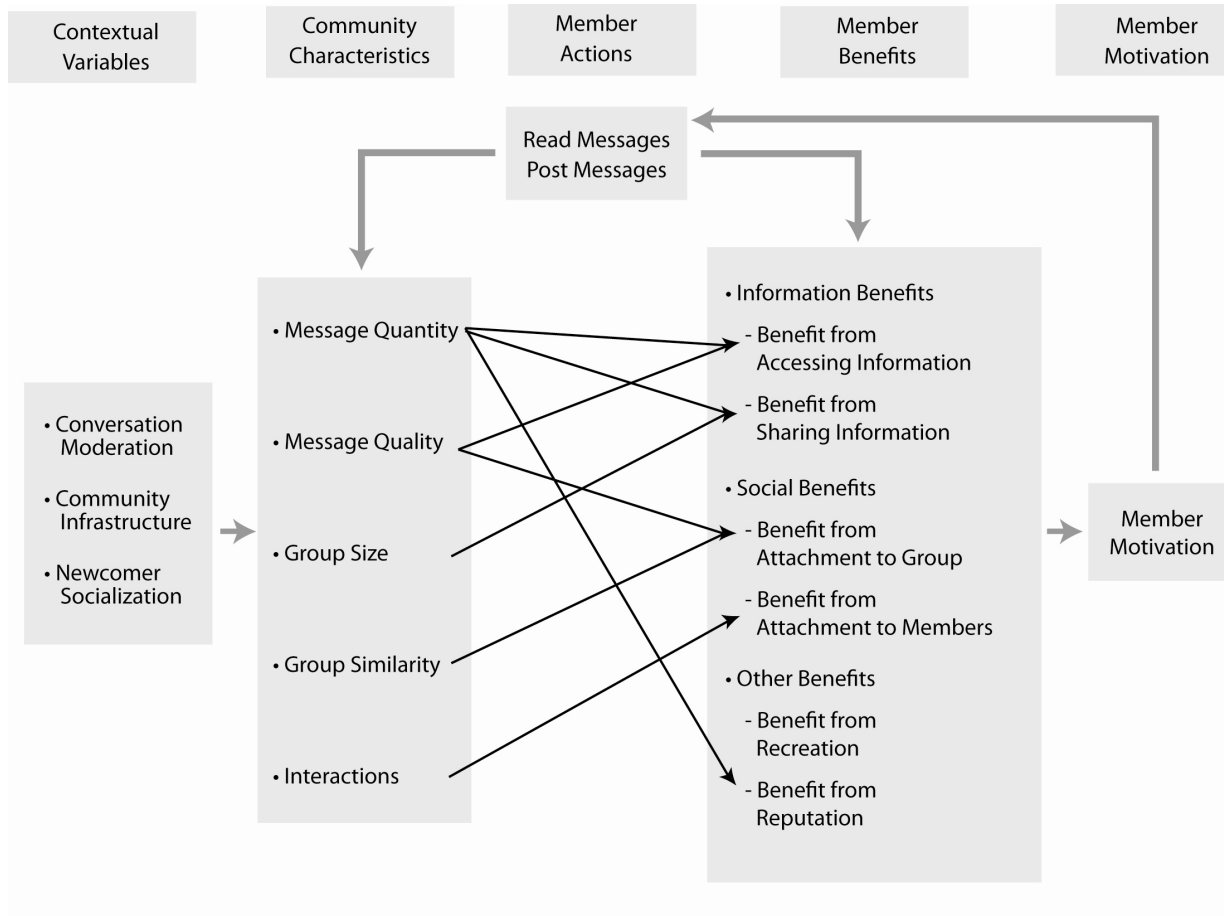 Contextual
Variables
Community
Characteristics
Member
Actions
Member
Benefits
Member
Motivation
Read Messages
Post Messages
• Conversation
Moderation
• Community
Infrastructure
• Newcomer
Socialization
• Message Quantity
• Message Quality
• Group Size
• Group Similarity
• Interactions
• Information Benefits
- Benefit from
Accessing Information
- Benefit from
Sharing Information
• Social Benefits
- Benefit from
Attachment to Group
- Benefit from
Attachment to Members
• Other Benefits
- Benefit from
Recreation
- Benefit from
Reputation
Member
Motivation